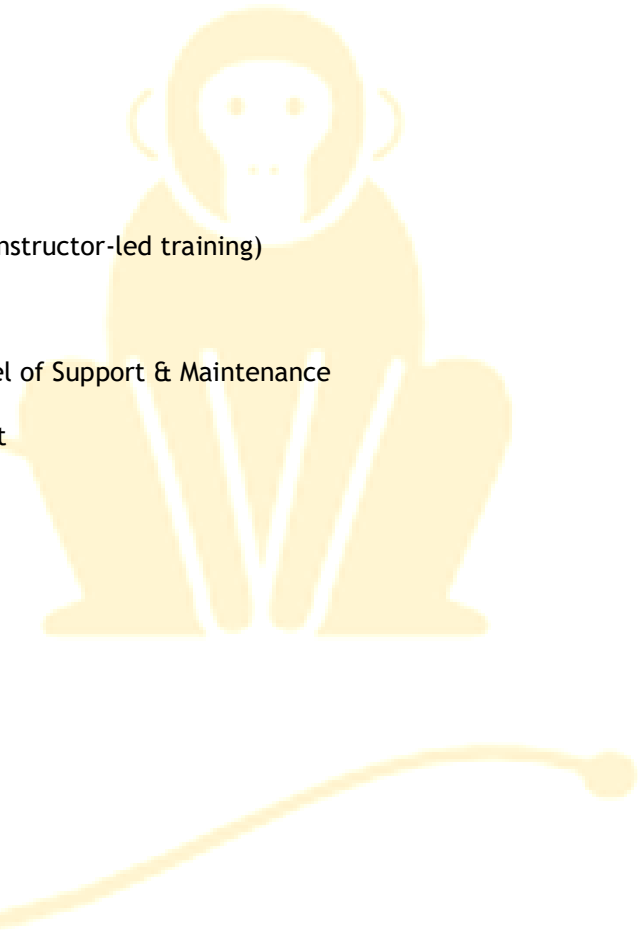 nstructor-led training)
el of Support & Maintenance
t